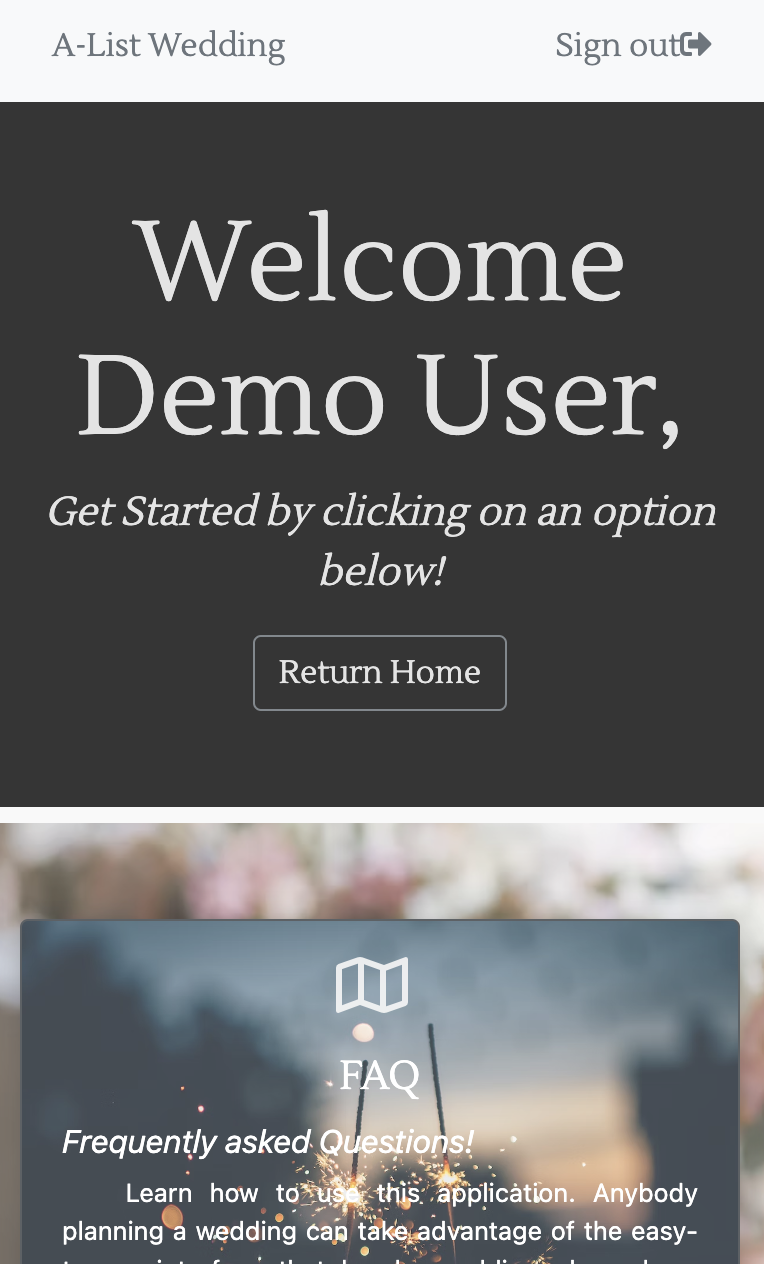 A-List Wedding
Sign out
Welcome
Demo User,
Get Started by clicking on an option
below!
Return Home
FAQ
Frequently asked Questions!
Learn how to use this application. Anybody
planning a wedding can take advantage of the easy-